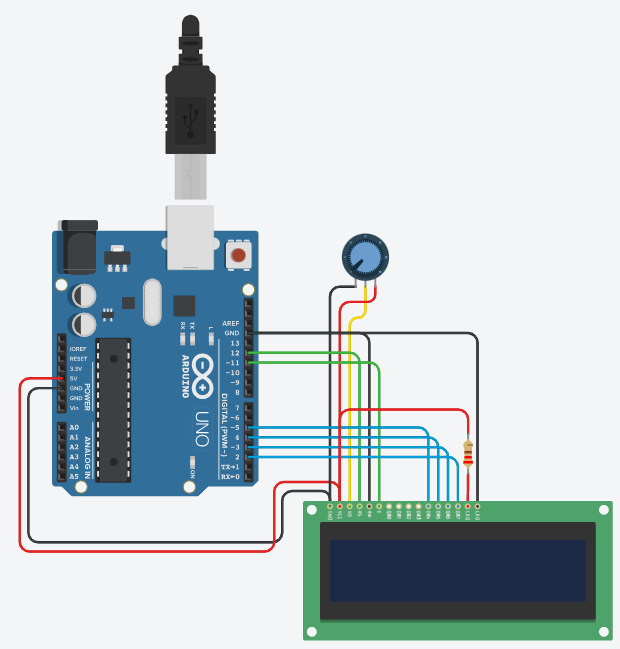 AREF
GND
13
12
~11
~10
~9
8
7
~6
~5
4
~3
2
TX→1
RX←0
DIGITAL (PWM~)
IOREF
RESET
3.3V
5V
GND
GND
Vin
POWER
A0
A1
A2
A3
A4
A5
ANALOG IN
RX
TX
L
ARDUINO
UNO
ON
GND
VCC
V0
RS
RW
E
DB0
DB1
DB2
DB3
DB4
DB5
DB6
DB7
LED
LED